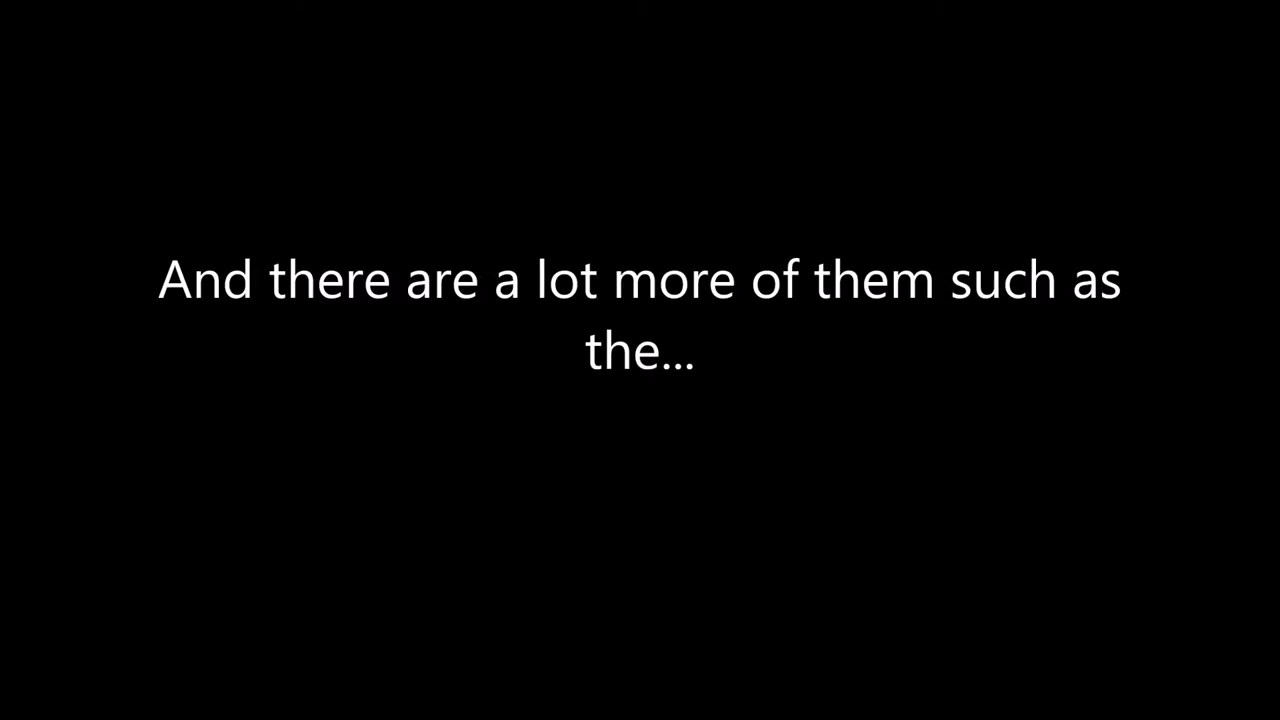 And there are a lot more of them such as
the...